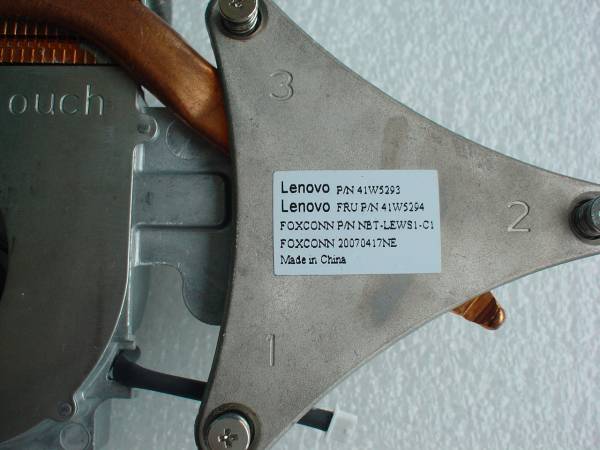 ouch
3
Lenovo P/N 41W5293
Lenovo FRU P/N 41W5294
2
FOXCONN P/N NBT-LEWS1-C1
FOXCONN 20070417NE
Made in China
1